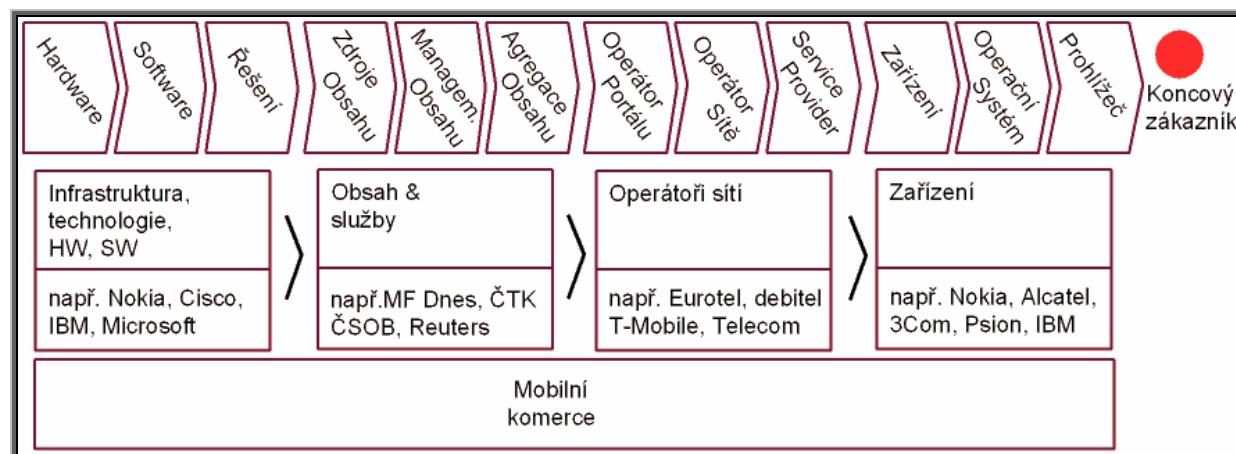 Hardware
Software
Řešení
Zdroje
Obsahu
Managem.
Obsahu
Agregace
Obsahu
Operátor
Portálu
Operátor
Sítě
Service
Provider
Zařízení
Operační
Systém
Prohlížeč
Koncový
zákazník
Infrastruktura,
technologie,
HW, SW
např. Nokia, Cisco,
IBM, Microsoft
Obsah &
služby
např.MF Dnes, ČTK
ČSOB, Reuters
Operátoři sítí
např. Eurotel, debitel
T-Mobile, Telecom
Zařízení
např. Nokia, Alcatel,
3Com, Psion, IBM
Mobilní
komerce